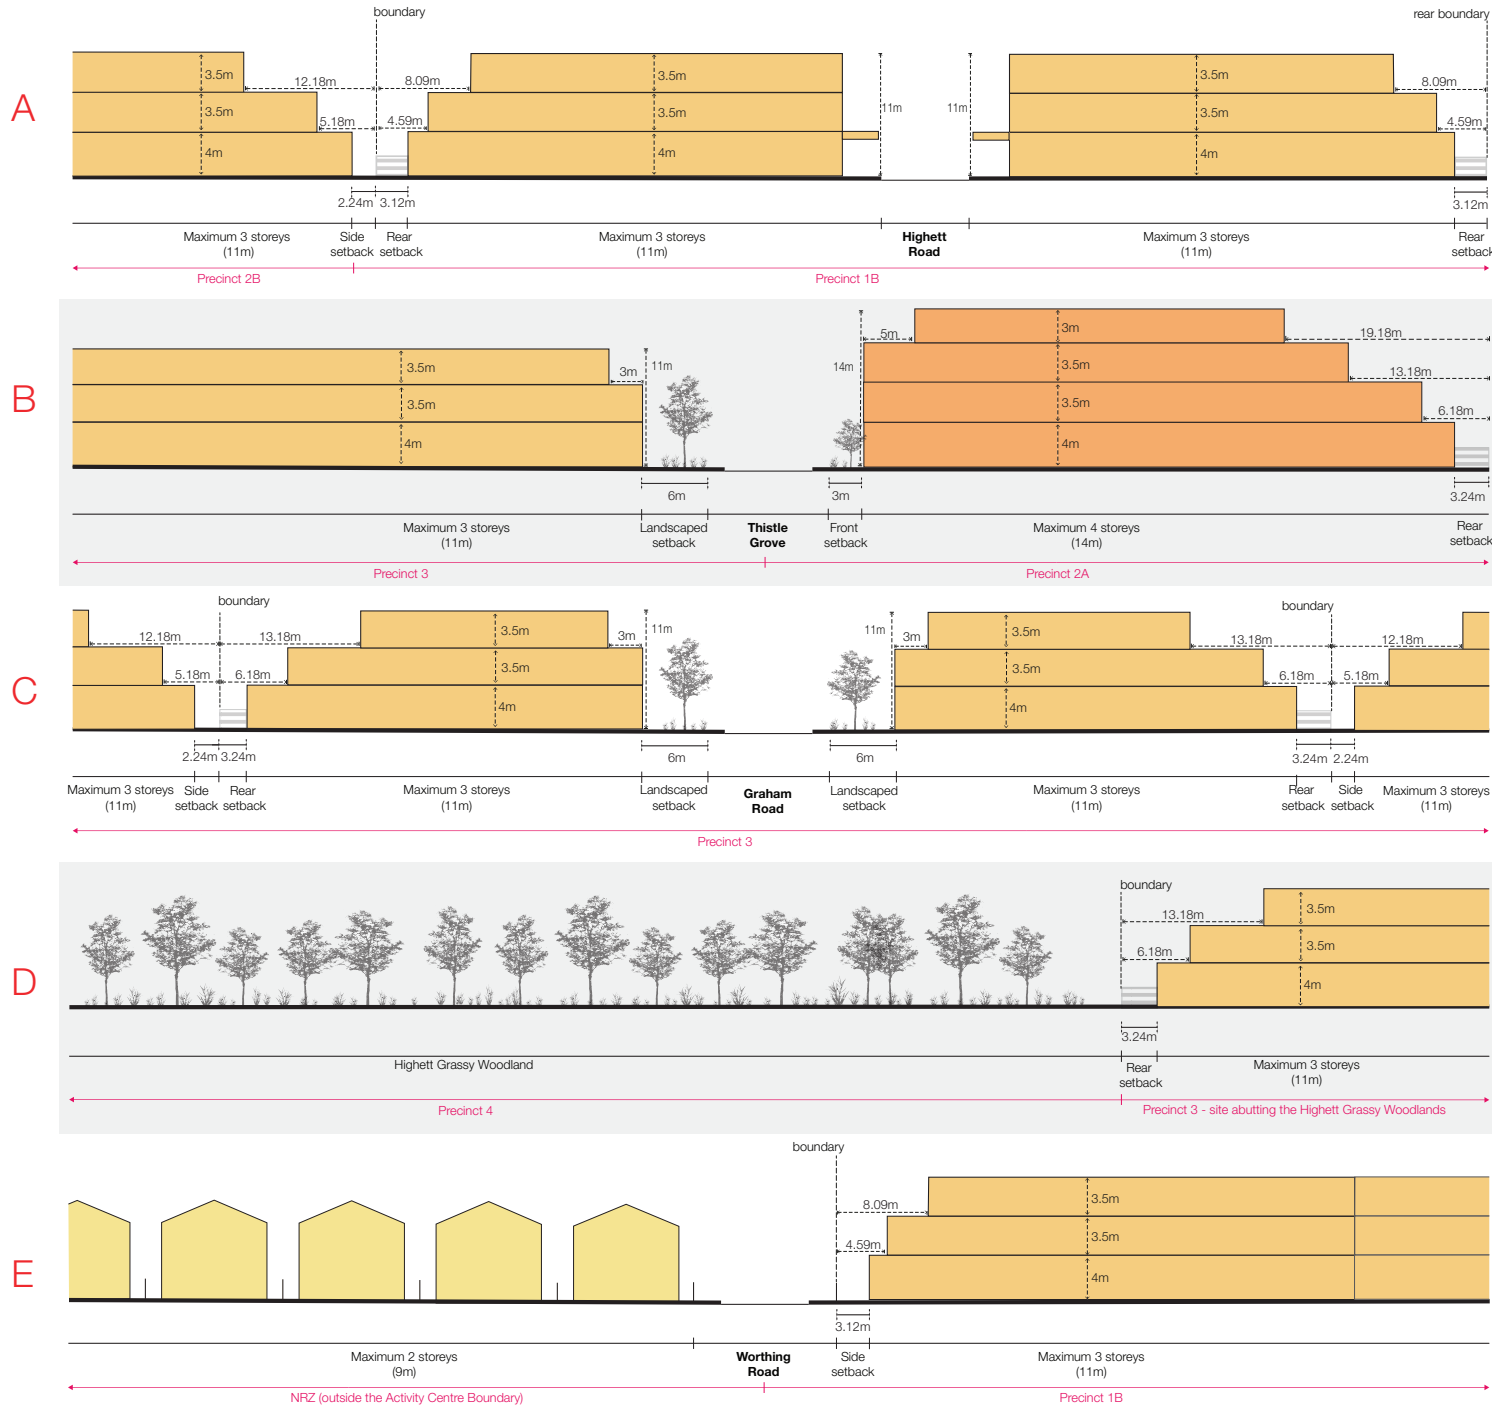 A
boundary
rear boundary
3.5m
12.18m
8.09m
3.5m
3.5m
8.09m
3.5m
5.18m
4.59m
3.5m
11m
11m
3.5m
4.59m
4m
4m
4m
2.24m 3.12m
3.12m
Maximum 3 storeys
(11m)
Side
setback
Rear
setback
Maximum 3 storeys
(11m)
Highett
Road
Maximum 3 storeys
(11m)
Rear
setback
Precinct 2B
Precinct 1B
B
3.5m
3m
11m
3.5m
4m
5m
14m
3m
19.18m
3.5m
13.18m
3.5m
6.18m
4m
6m
3m
3.24m
Maximum 3 storeys
(11m)
Landscaped
setback
Thistle
Grove
Front
setback
Maximum 4 storeys
(14m)
Rear
setback
Precinct 3
Precinct 2A
C
boundary
boundary
12.18m
13.18m
3.5m
3m
11m
11m
3m
3.5m
13.18m
12.18m
5.18m
6.18m
3.5m
3.5m
6.18m
5.18m
4m
4m
2.24m 3.24m
6m
6m
3.24m 2.24m
Maximum 3 storeys
(11m)
Side
setback
Rear
setback
Maximum 3 storeys
(11m)
Landscaped
setback
Graham
Road
Landscaped
setback
Maximum 3 storeys
(11m)
Rear
setback
Side
setback
Maximum 3 storeys
(11m)
Precinct 3
D
boundary
13.18m
3.5m
6.18m
3.5m
4m
3.24m
Highett Grassy Woodland
Rear
setback
Maximum 3 storeys
(11m)
Precinct 4
Precinct 3 - site abutting the Highett Grassy Woodlands
E
boundary
8.09m
3.5m
4.59m
3.5m
4m
3.12m
Maximum 2 storeys
(9m)
Worthing
Road
Side
setback
Maximum 3 storeys
(11m)
NRZ (outside the Activity Centre Boundary)
Precinct 1B